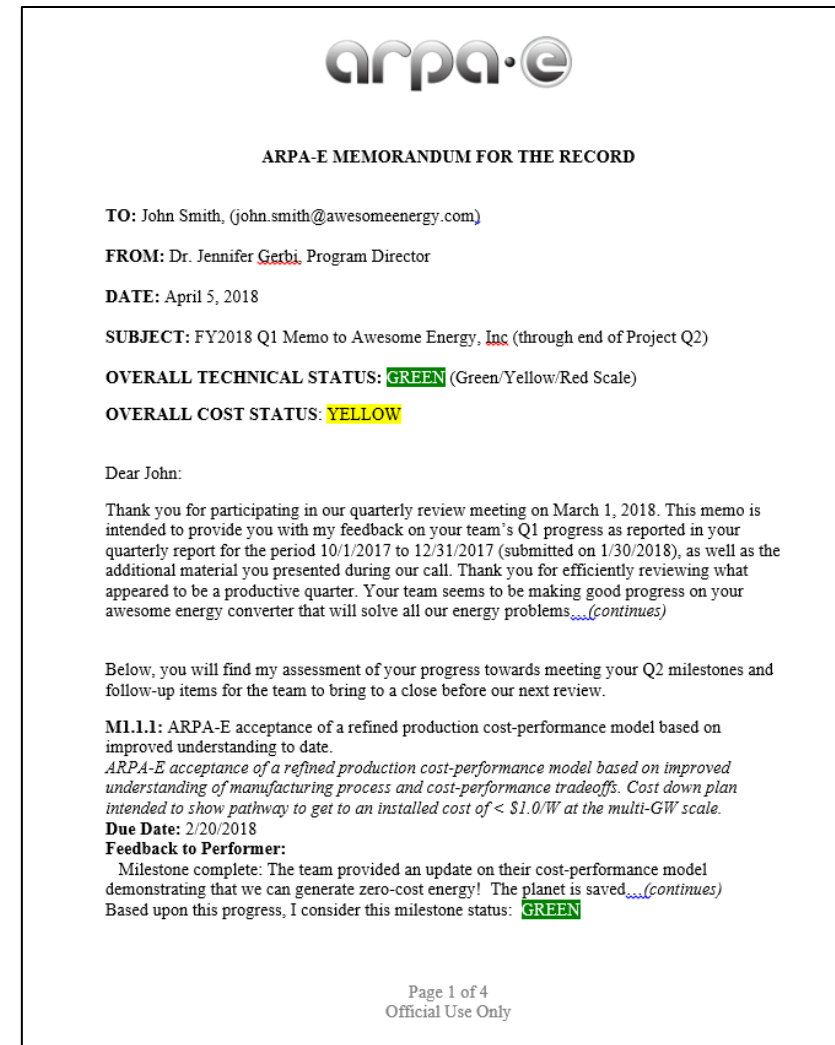 arpa·e
ARPA-E MEMORANDUM FOR THE RECORD
TO: John Smith, (john.smith@awesomeenergy.com)
FROM: Dr. Jennifer Gerbi, Program Director
DATE: April 5, 2018
SUBJECT: FY2018 Q1 Memo to Awesome Energy, Inc (through end of Project Q2)
OVERALL TECHNICAL STATUS: GREEN (Green/Yellow/Red Scale)
OVERALL COST STATUS: YELLOW
Dear John:
Thank you for participating in our quarterly review meeting on March 1, 2018. This memo is
intended to provide you with my feedback on your team’s Q1 progress as reported in your
quarterly report for the period 10/1/2017 to 12/31/2017 (submitted on 1/30/2018), as well as the
additional material you presented during our call. Thank you for efficiently reviewing what
appeared to be a productive quarter. Your team seems to be making good progress on your
awesome energy converter that will solve all our energy problems…(continues)
Below, you will find my assessment of your progress towards meeting your Q2 milestones and
follow-up items for the team to bring to a close before our next review.
M1.1.1: ARPA-E acceptance of a refined production cost-performance model based on
improved understanding to date.
ARPA-E acceptance of a refined production cost-performance model based on improved
understanding of manufacturing process and cost-performance tradeoffs. Cost down plan
intended to show pathway to get to an installed cost of < $1.0/W at the multi-GW scale.
Due Date: 2/20/2018
Feedback to Performer:
Milestone complete: The team provided an update on their cost-performance model
demonstrating that we can generate zero-cost energy! The planet is saved…(continues)
Based upon this progress, I consider this milestone status: GREEN
Page 1 of 4
Official Use Only